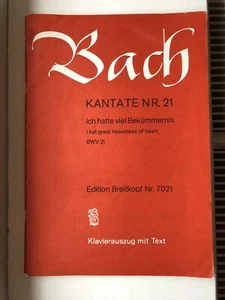 Bach
KANTATE NR. 21
Ich hatte viel Bekümmernis
I hat great heaviness of heart
BWV 21
Edition Breitkopf Nr. 7021
Klavierauszug mit Text